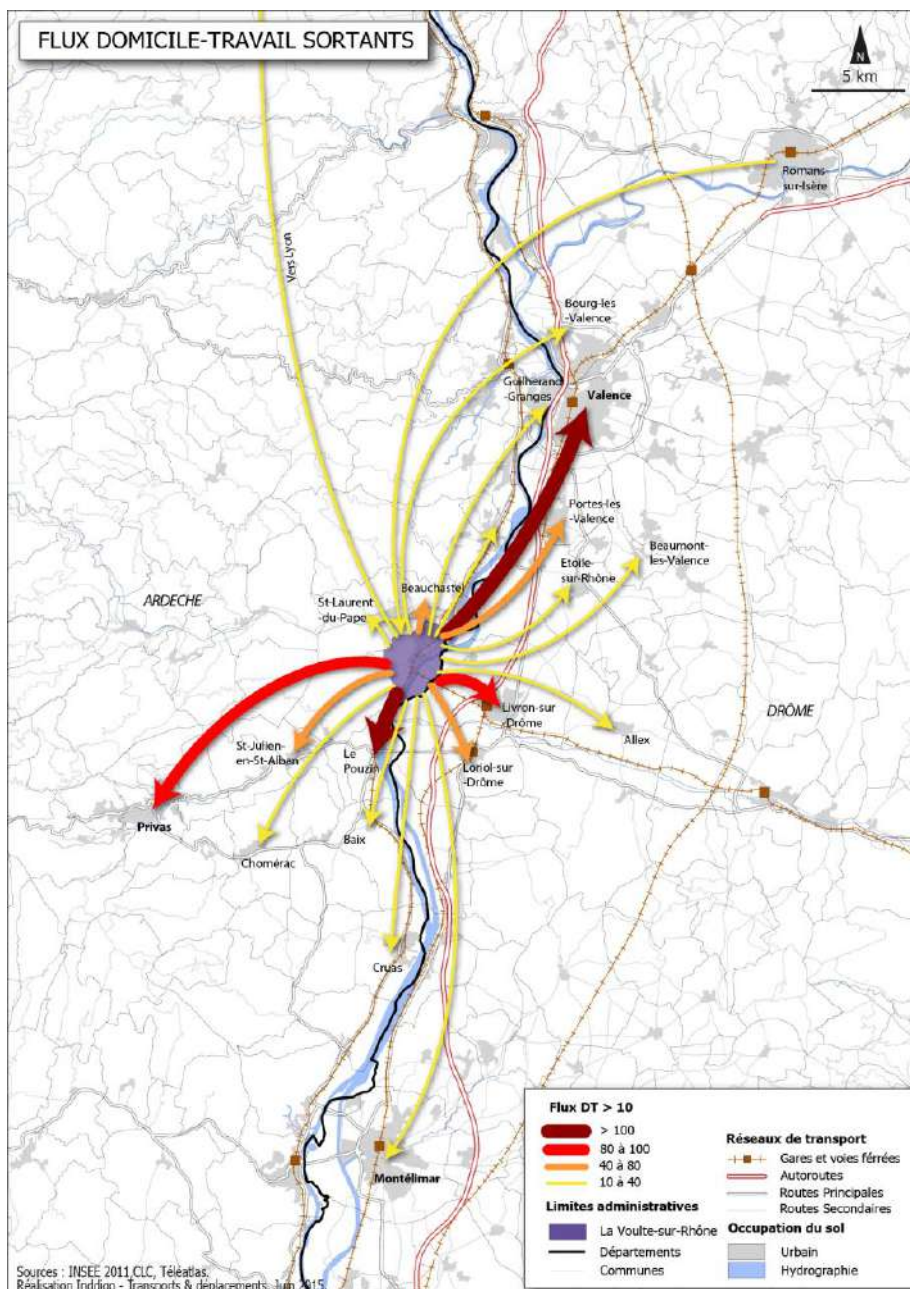 FLUX DOMICILE-TRAVAIL SORTANTS
N
5 km
Romans-
sur-Isère
Vers Lyon
Bourg-les
-Valence
Guilherand
-Granges
Valence
Portes-les
-Valence
Beaumont-
les-Valence
Etoile-
sur-Rhône
Beauchastel
St-Laurent
-du-Pape
ARDECHE
DRÔME
Livron-sur
-Drôme
Allex
St-Julien-
en-St-Alban
Le
Pouzin
Loriol-sur
-Drôme
Privas
Baix
Chomérac
Cruas
Montélimar
Flux DT > 10
> 100
80 à 100
40 à 80
10 à 40
Limites administratives
La Voulte-sur-Rhône
Départements
Communes
Réseaux de transport
Gares et voies férrées
Autoroutes
Routes Principales
Routes Secondaires
Occupation du sol
Urbain
Hydrographie
Sources : INSEE 2011,CLC, Téléatlas.
Réalisation Inddigo - Transports & déplacements, Juin 2015